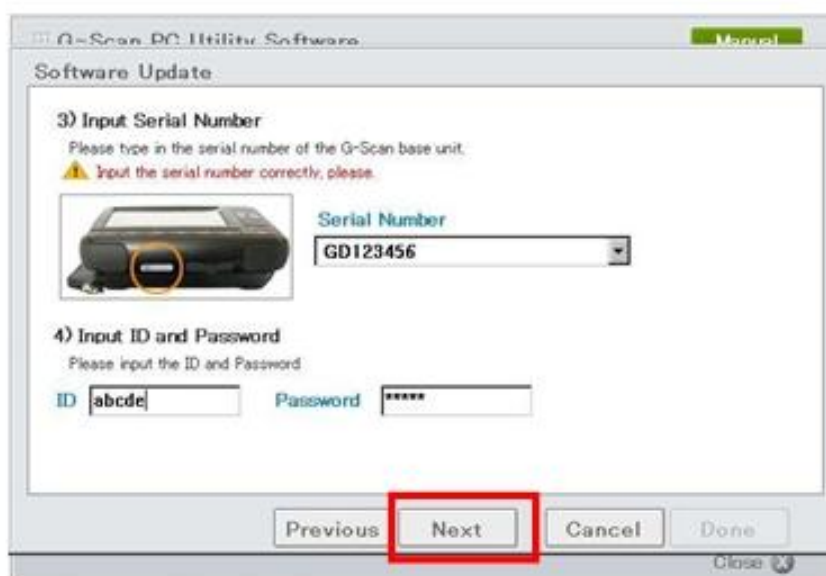 G-Scan PC Utility Software
Manual
Software Update
3) Input Serial Number
Please type in the serial number of the G-Scan base unit.
Input the serial number correctly, please.
Serial Number
GD123456
4) Input ID and Password
Please input the ID and Password
ID abcde Password *****
Previous Next Cancel Done
Close